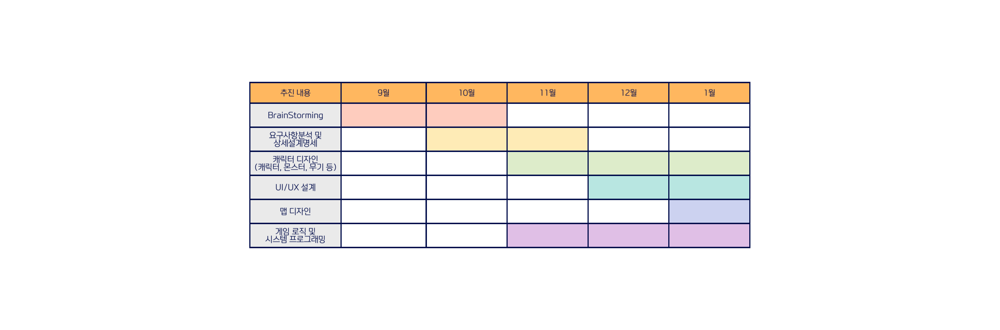 추진 내용
9월
10월
11월
12월
1월
BrainStorming
요구사항분석 및
상세설계명세
캐릭터 디자인
(캐릭터, 몬스터, 무기 등)
UI/UX 설계
맵 디자인
게임 로직 및
시스템 프로그래밍